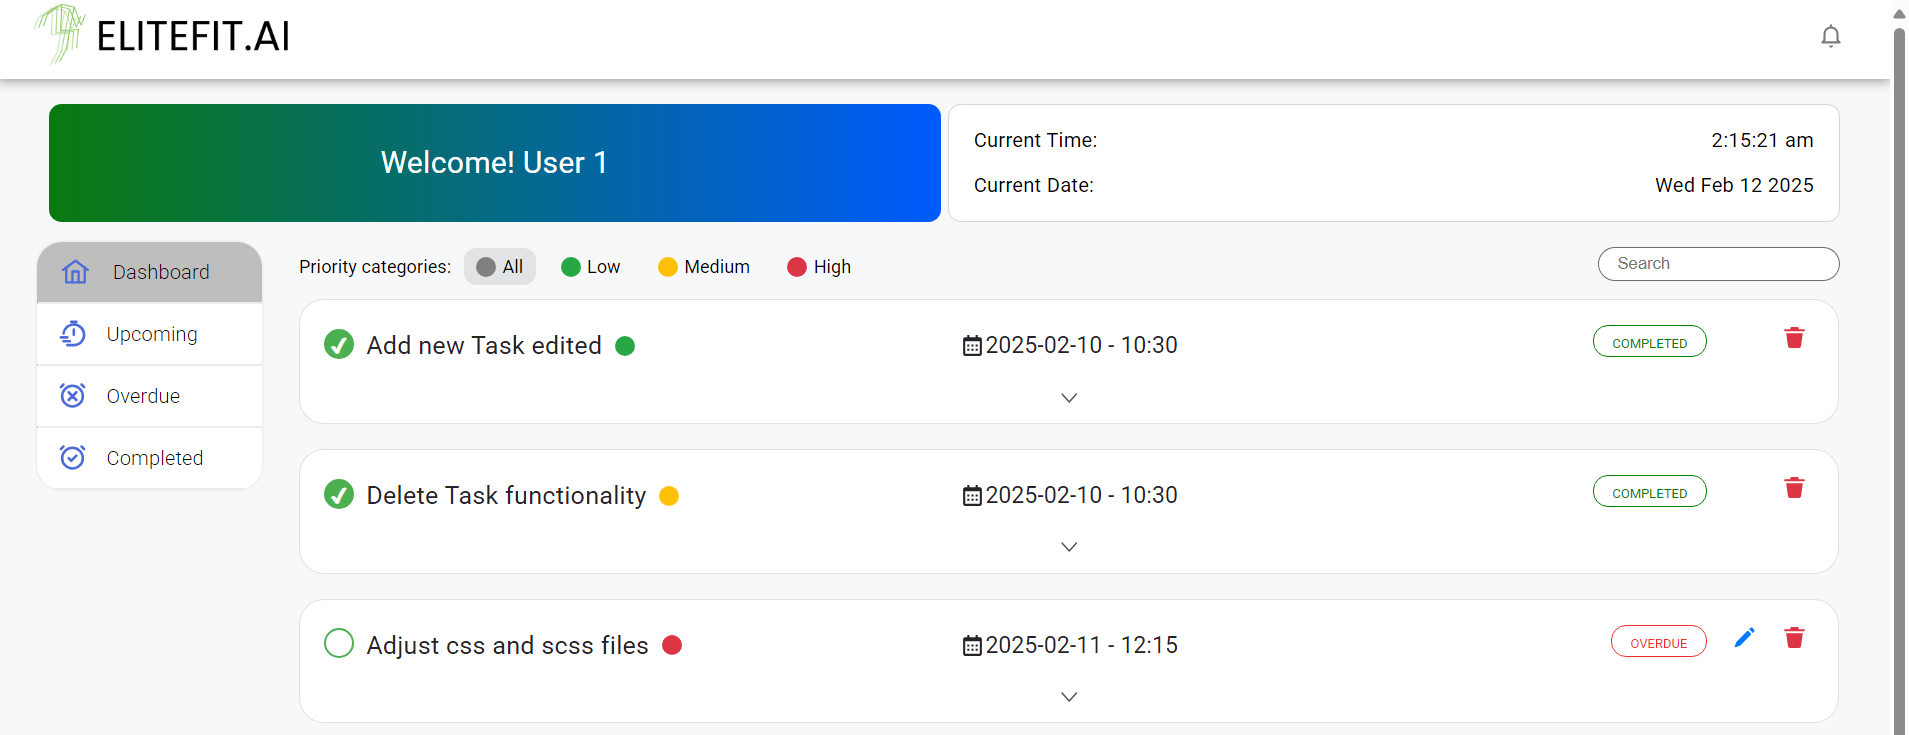 ELITEFIT.AI
Welcome! User 1
Current Time: 2:15:21 am
Current Date: Wed Feb 12 2025
Dashboard
Upcoming
Overdue
Completed
Priority categories: All Low Medium High
Search
Add new Task edited 2025-02-10 - 10:30 COMPLETED
Delete Task functionality 2025-02-10 - 10:30 COMPLETED
Adjust css and scss files 2025-02-11 - 12:15 OVERDUE